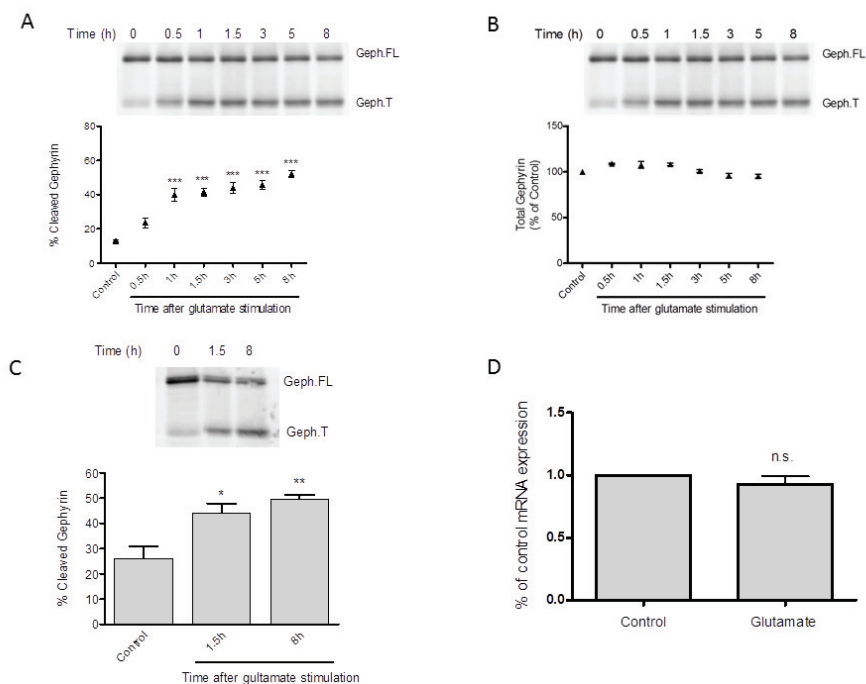 A
Time (h) 0 0.5 1 1.5 3 5 8
Geph.FL
Geph.T
% Cleaved Gephyrin
80
60
40
20
0
*** *** *** *** ***
Control 0.5h 1h 1.5h 3h 5h 8h
Time after glutamate stimulation
B
Time (h) 0 0.5 1 1.5 3 5 8
Geph.FL
Geph.T
Total Gephyrin
(% of Control)
150
100
50
0
Control 0.5h 1h 1.5h 3h 5h 8h
Time after glutamate stimulation
C
Time (h) 0 1.5 8
Geph.FL
Geph.T
% Cleaved Gephyrin
60
50
40
30
20
10
0
* **
Control 1.5h 8h
Time after gultamate stimulation
D
% of control mRNA expression
1.5
1.0
0.5
0.0
n.s.
Control Glutamate